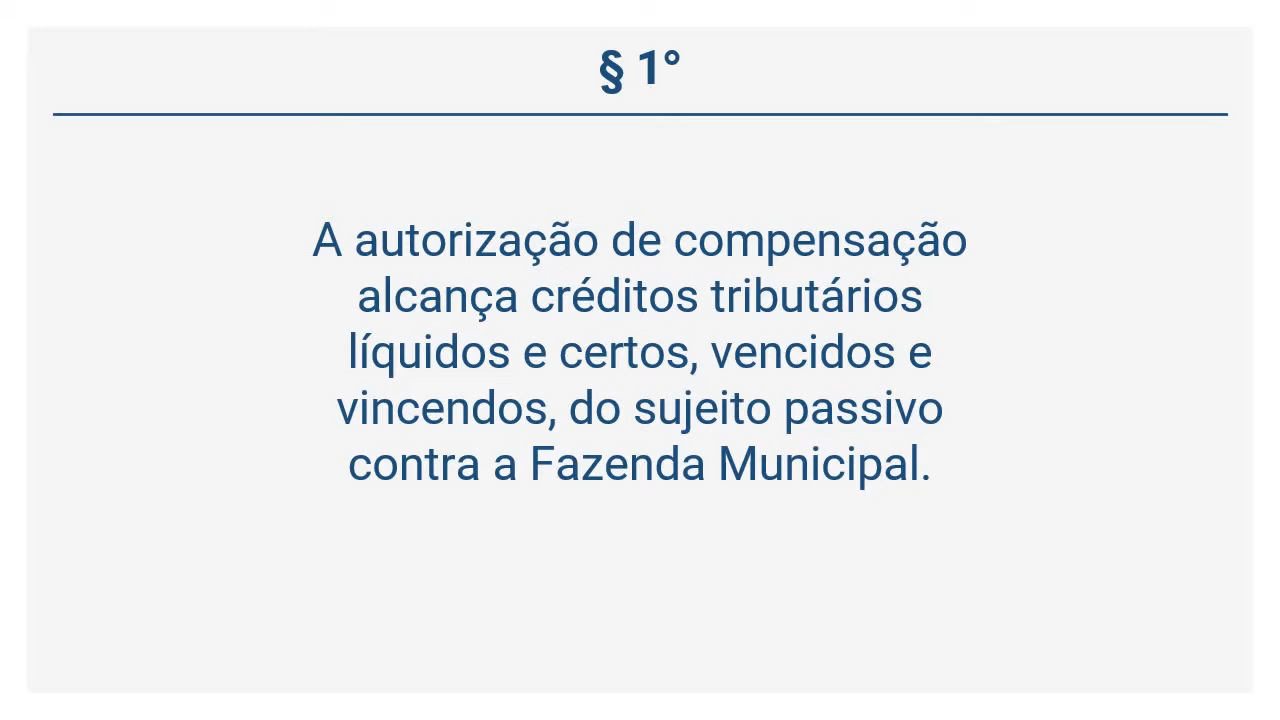 § 1°
A autorização de compensação
alcança créditos tributários
líquidos e certos, vencidos e
vincendos, do sujeito passivo
contra a Fazenda Municipal.